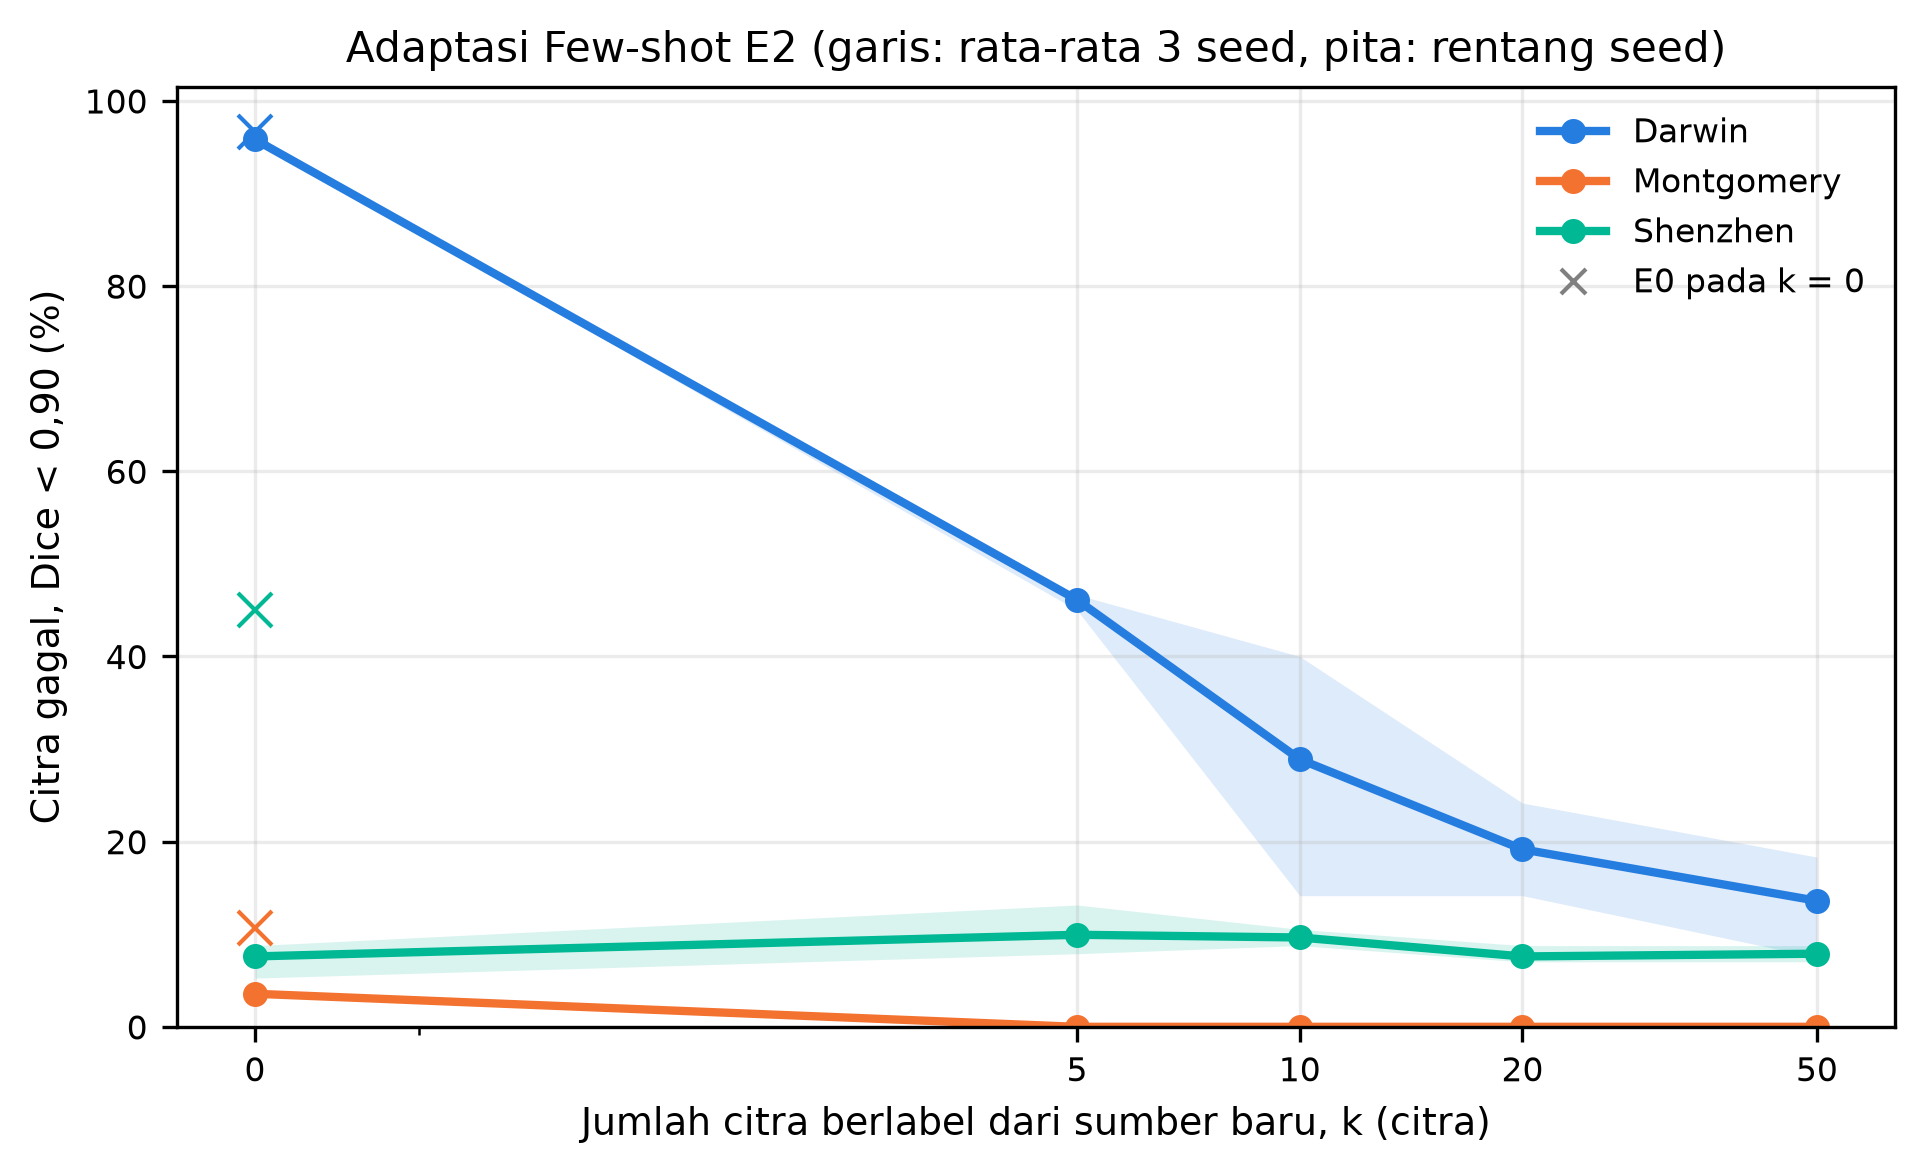 Adaptasi Few-shot E2 (garis: rata-rata 3 seed, pita: rentang seed)
Citra gagal, Dice < 0,90 (%)
100
80
60
40
20
0
Darwin
Montgomery
Shenzhen
E0 pada k = 0
0 5 10 20 50
Jumlah citra berlabel dari sumber baru, k (citra)